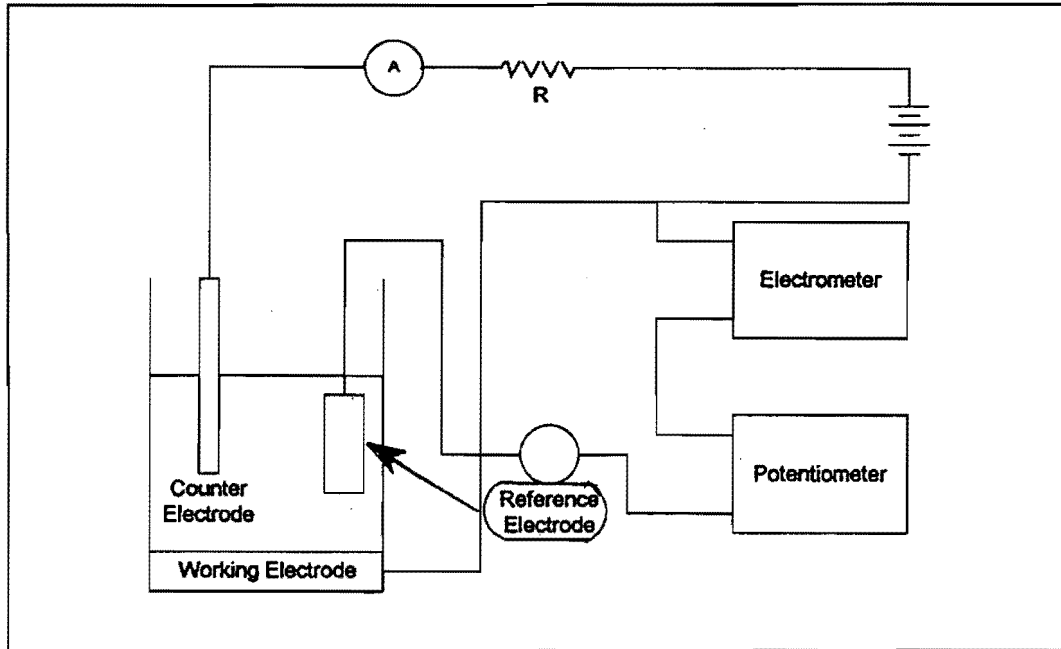 A
R
Electrometer
Potentiometer
Counter
Electrode
Reference
Electrode
Working Electrode